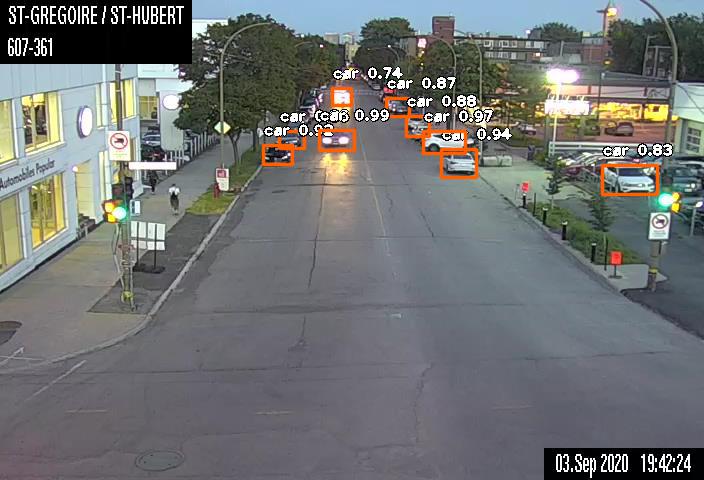 ST-GREGOIRE / ST-HUBERT
607-361
car 0.74
car 0.87
car 0.88
car 0.99
car 0.97
car 0.94
car 0.83
Automobiles Popular
03.Sep 2020 19:42:24